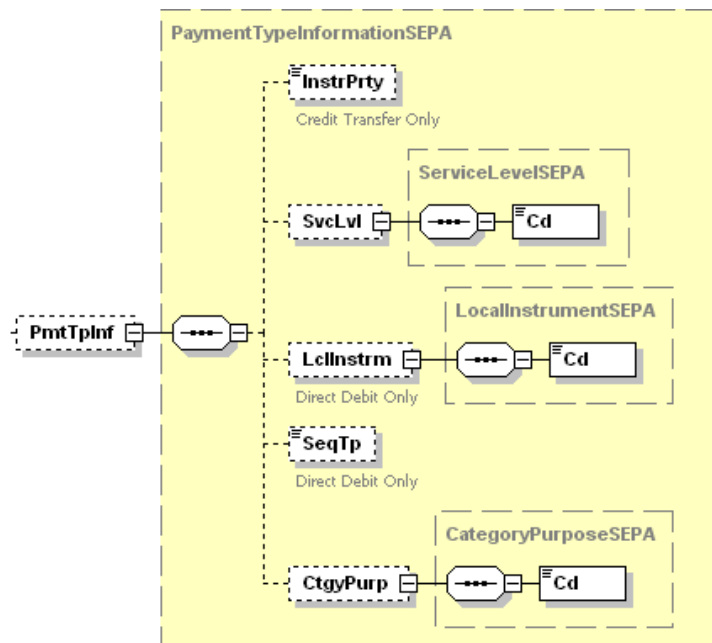 PaymentTypeInformationSEPA
InstrPrty
Credit Transfer Only
ServiceLevelSEPA
SvcLvl
Cd
PmtTpInf
LocalInstrumentSEPA
LclInstrm
Cd
Direct Debit Only
SeqTp
Direct Debit Only
CategoryPurposeSEPA
CtgyPurp
Cd